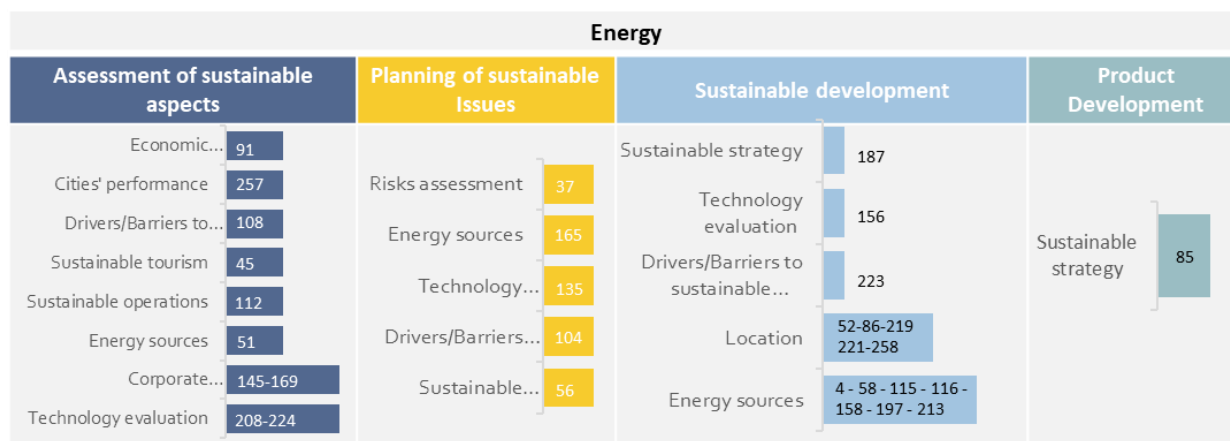 Energy
Assessment of sustainable
aspects
Economic...
91
Cities' performance
257
Drivers/Barriers to...
108
Sustainable tourism
45
Sustainable operations
112
Energy sources
51
Corporate...
145-169
Technology evaluation
208-224
Planning of sustainable
Issues
Risks assessment
37
Energy sources
165
Technology...
135
Drivers/Barriers...
104
Sustainable...
56
Sustainable development
Sustainable strategy
187
Technology
evaluation
156
Drivers/Barriers to
sustainable...
223
Location
52-86-219
221-258
Energy sources
4 - 58 - 115 - 116 -
158 - 197 - 213
Product
Development
Sustainable
strategy
85